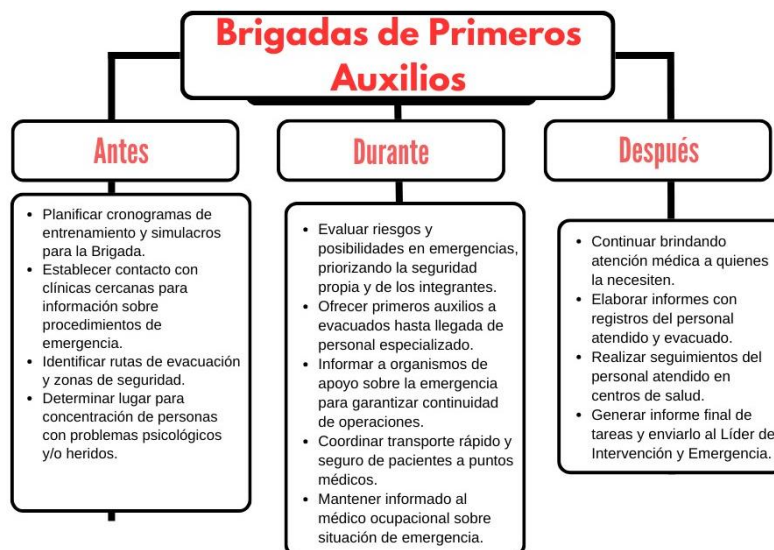 Brigadas de Primeros
Auxilios
Antes
• Planificar cronogramas de
entrenamiento y simulacros
para la Brigada.
• Establecer contacto con
clínicas cercanas para
información sobre
procedimientos de
emergencia.
• Identificar rutas de evacuación
y zonas de seguridad.
• Determinar lugar para
concentración de personas
con problemas psicológicos
y/o heridos.
Durante
• Evaluar riesgos y
posibilidades en emergencias,
priorizando la seguridad
propia y de los integrantes.
• Ofrecer primeros auxilios a
evacuados hasta llegada de
personal especializado.
• Informar a organismos de
apoyo sobre la emergencia
para garantizar continuidad
de operaciones.
• Coordinar transporte rápido y
seguro de pacientes a puntos
médicos.
• Mantener informado al
médico ocupacional sobre
situación de emergencia.
Después
• Continuar brindando
atención médica a quienes
la necesiten.
• Elaborar informes con
registros del personal
atendido y evacuado.
• Realizar seguimientos del
personal atendido en
centros de salud.
• Generar informe final de
tareas y enviarlo al Líder de
Intervención y Emergencia.